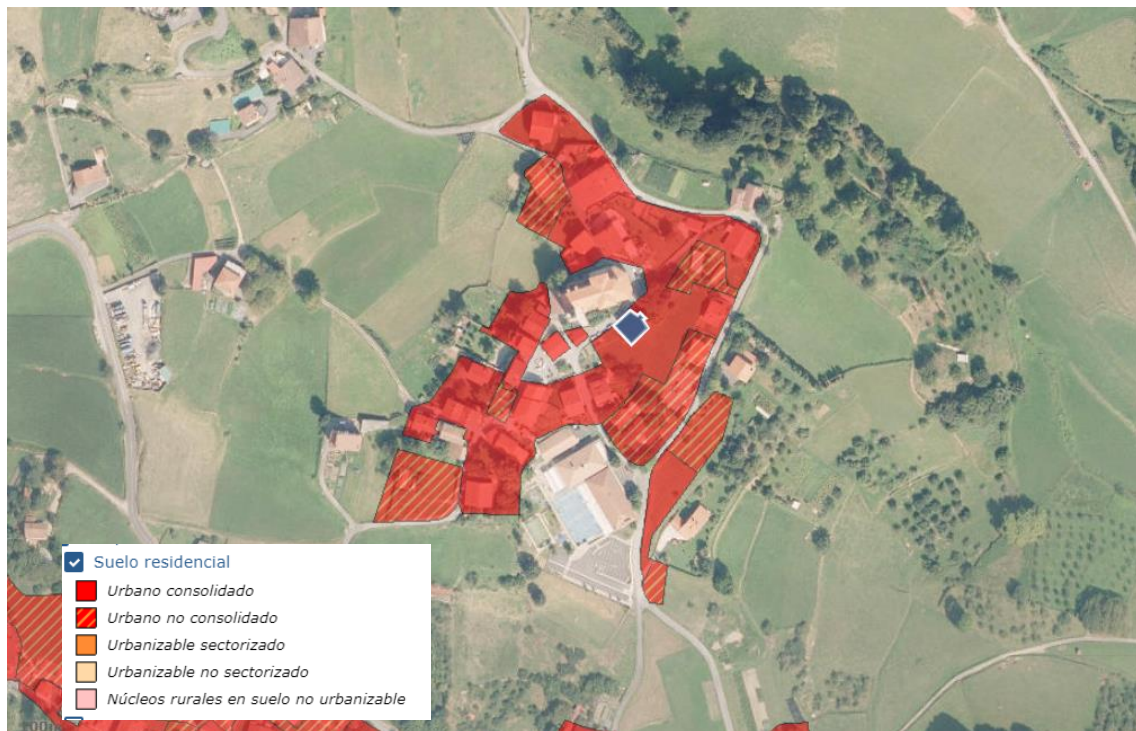 Suelo residencial
Urbano consolidado
Urbano no consolidado
Urbanizable sectorizado
Urbanizable no sectorizado
Núcleos rurales en suelo no urbanizable